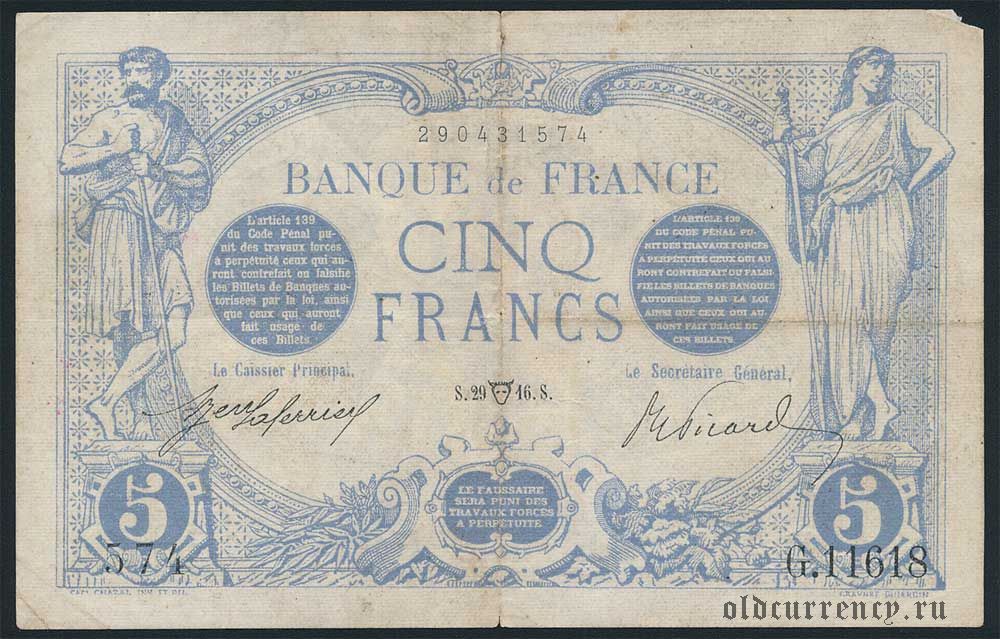 290431574
BANQUE de FRANCE
CINQ
FRANCS
L'article 139
du Code Pénal pu-
nit des travaux forcés
à perpétuité ceux qui au-
ront contrefait ou falsifié
les Billets de Banques au-
torisées par la loi, ainsi
que ceux qui auront
fait usage de
ces Billets.
L'ARTICLE 139
DU CODE PÉNAL PU-
NIT DES TRAVAUX FORCÉS
A PERPÉTUITÉ CEUX QUI AU-
RONT CONTREFAIT OU FALSI-
FIÉ LES BILLETS DE BANQUES
AUTORISÉES PAR LA LOI
AINSI QUE CEUX QUI AU-
RONT FAIT USAGE DE
CES BILLETS.
Le Caissier Principal,
Le Secrétaire Général,
S.29 16.S.
Picard
LE FAUSSAIRE
SERA PUNI DES
TRAVAUX FORCÉS
A PERPÉTUITÉ
5
5
574
G.11618
oldcurrency.ru